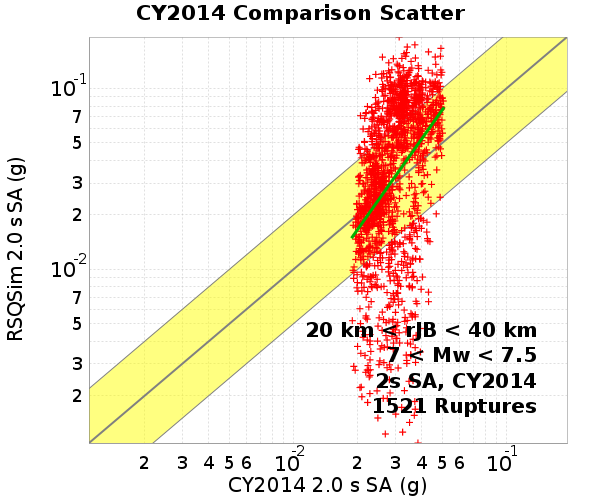 CY2014 Comparison Scatter
RSQSim 2.0 s SA (g)
10-1
7
5
3
2
10-2
7
5
3
2
20 km < rJB < 40 km
7 < Mw < 7.5
2s SA, CY2014
1521 Ruptures
2 3 4 5 6 10-2 2 3 4 5 6 10-1
CY2014 2.0 s SA (g)